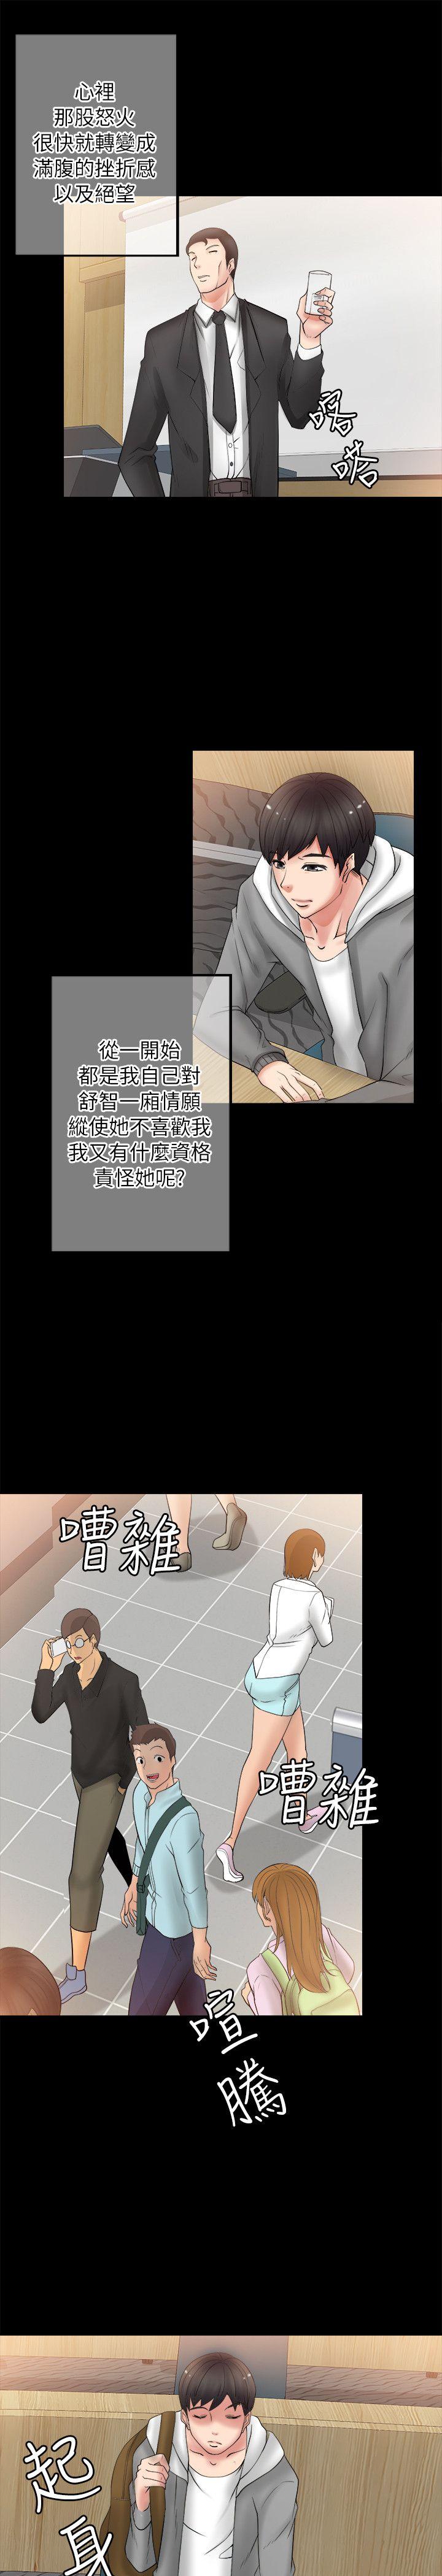 心裡
那股怒火
很快就轉變成
滿腹的挫折感
以及絕望
喀
嗒
從一開始
都是我自己對
舒智一廂情願
縱使她不喜歡我
我又有什麼資格
責怪她呢?
嘈雜
嘈雜
喧
騰
起
身